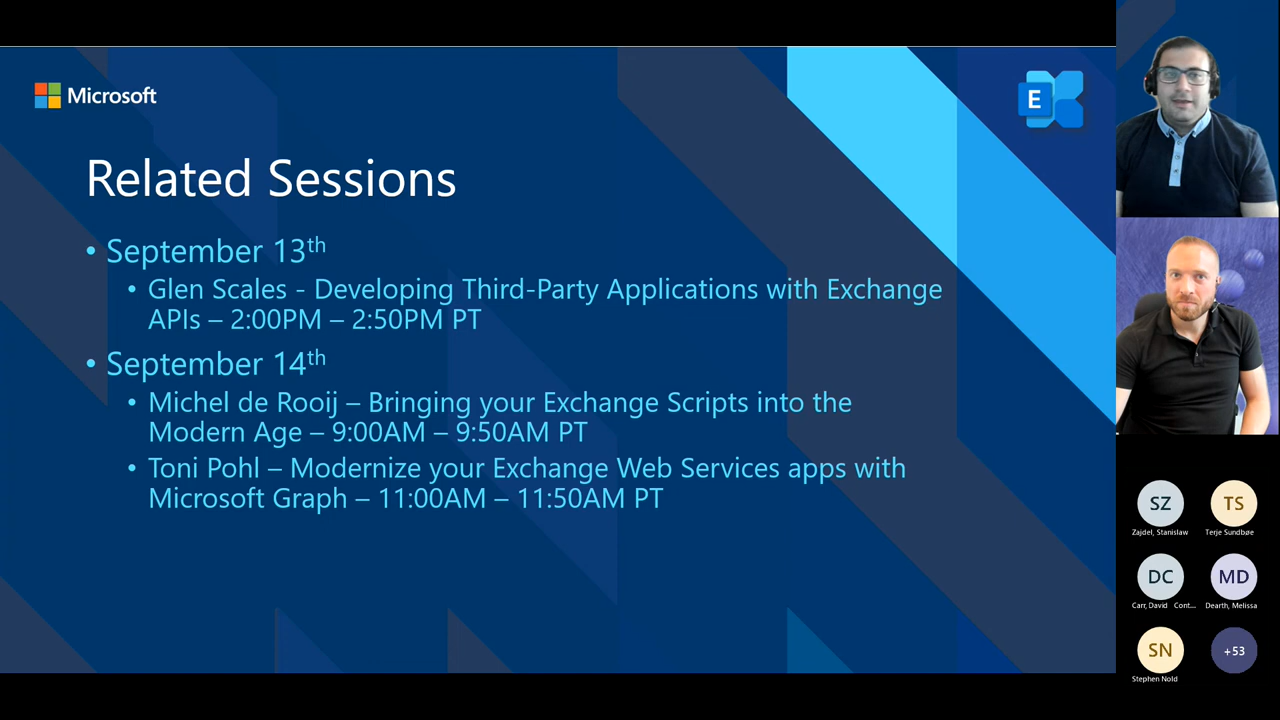 Microsoft
E
Related Sessions
• September 13th
• Glen Scales - Developing Third-Party Applications with Exchange
APIs – 2:00PM – 2:50PM PT
• September 14th
• Michel de Rooij – Bringing your Exchange Scripts into the
Modern Age – 9:00AM – 9:50AM PT
• Toni Pohl – Modernize your Exchange Web Services apps with
Microsoft Graph – 11:00AM – 11:50AM PT
SZ
TS
Zajdel, Stanislaw
Terje Sundbøe
DC
MD
Carr, David Cont...
Dearth, Melissa
SN
+53
Stephen Nold